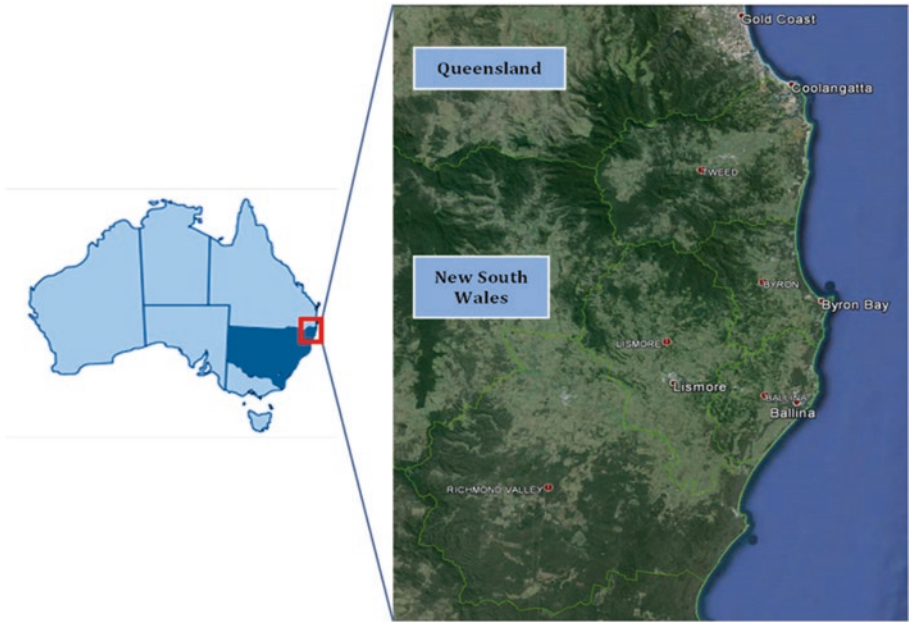 Gold Coast
Queensland
Coolangatta
TWEED
New South
Wales
BYRON
Byron Bay
LISMORE
Lismore
BALLINA
Ballina
RICHMOND VALLEY